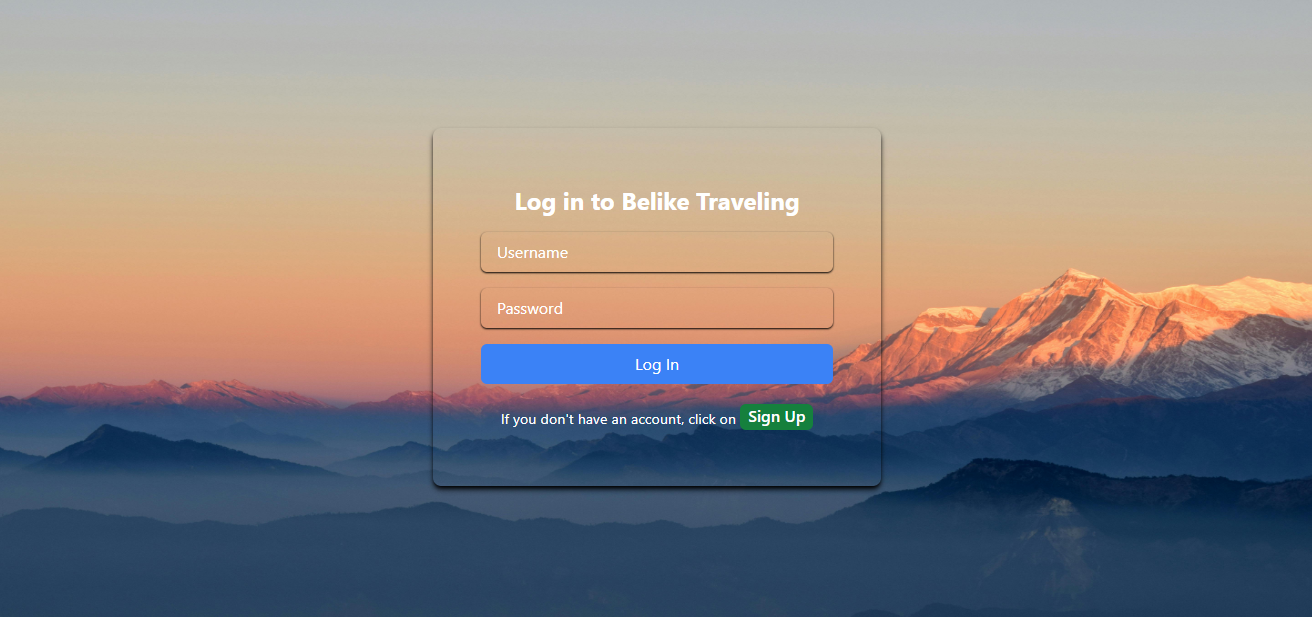 Log in to Belike Traveling
Username
Password
Log In
If you don't have an account, click on Sign Up